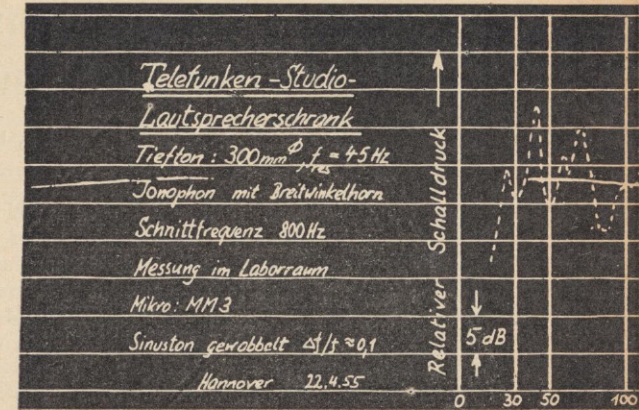 Telefunken-Studio-
Lautsprecherschrank
Tiefton: 300mm Φ, f res = 45 Hz
Jonophon mit Breitwinkelhorn
Schnittfrequenz 800 Hz
Messung im Laborraum
Mikro: MM3
Sinuston gewobbelt Δf/f ≈ 0,1
Hannover 22.4.55
Relativer Schalldruck
5 dB
0 30 50 100